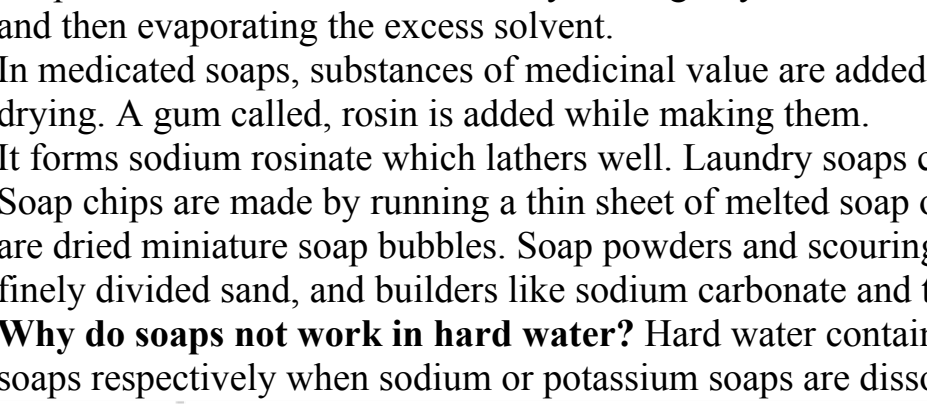 and then evaporating the excess solvent.
In medicated soaps, substances of medicinal value are added
drying. A gum called, rosin is added while making them.
It forms sodium rosinate which lathers well. Laundry soaps
Soap chips are made by running a thin sheet of melted soap
are dried miniature soap bubbles. Soap powders and scouring
finely divided sand, and builders like sodium carbonate and
Why do soaps not work in hard water? Hard water contain
soaps respectively when sodium or potassium soaps are disso